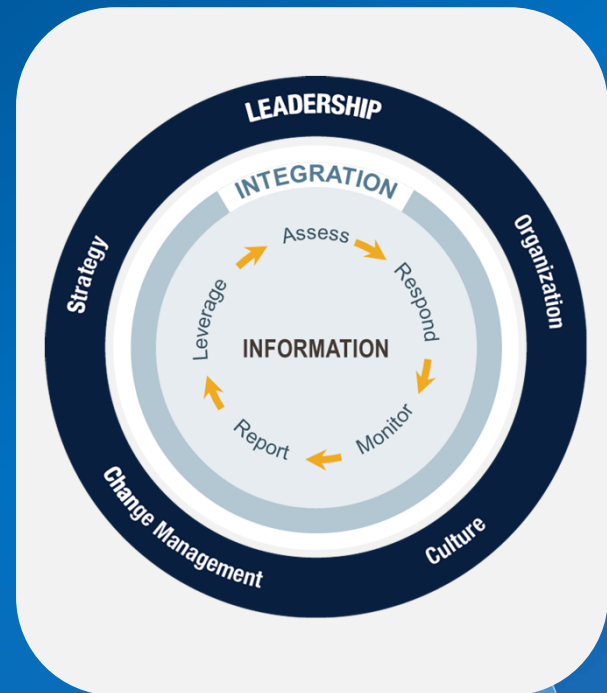 LEADERSHIP
Organization
Culture
Change Management
Strategy
INTEGRATION
Assess
Respond
Monitor
Report
Leverage
INFORMATION